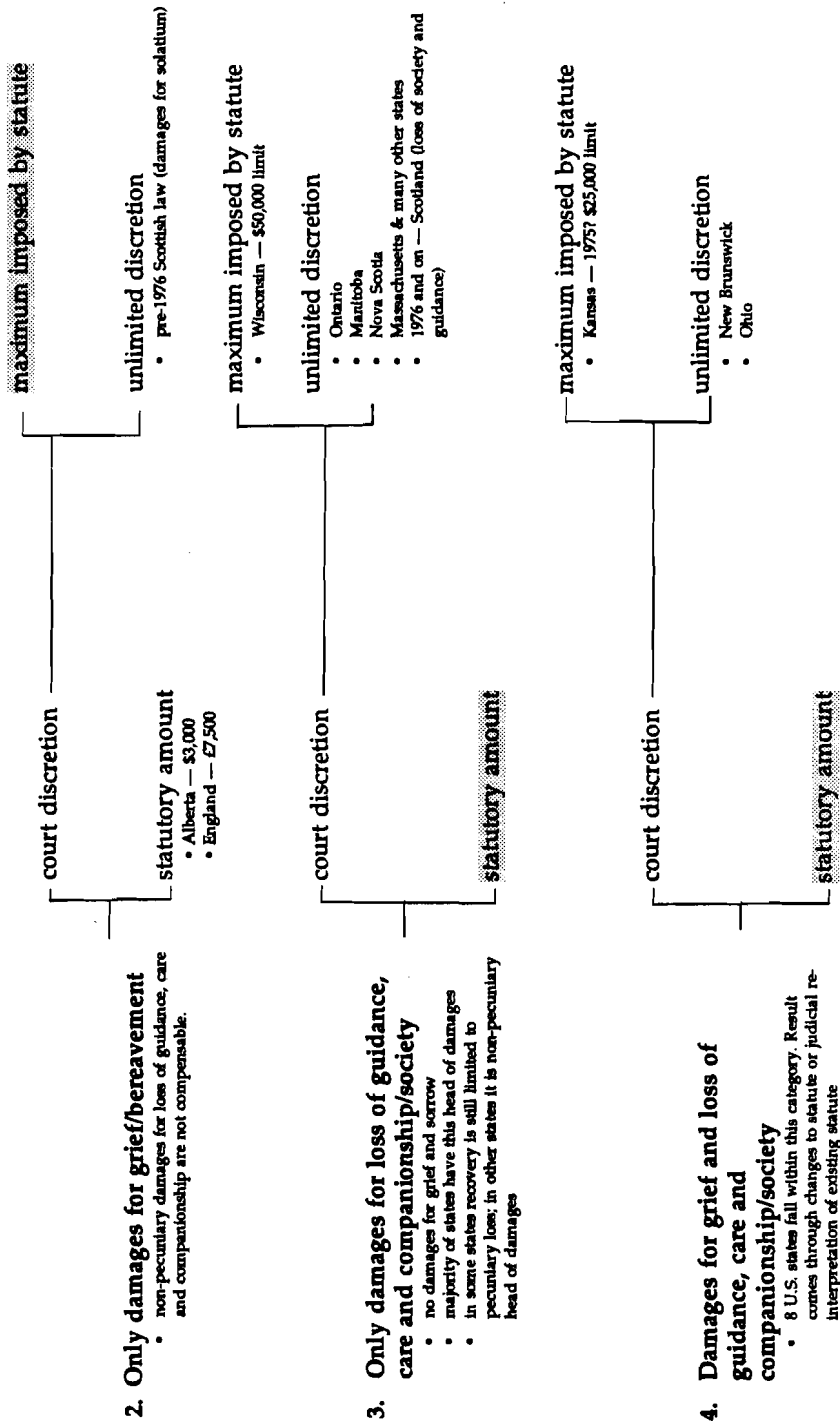 2. Only damages for grief/bereavement
• non-pecuniary damages for loss of guidance, care
and companionship are not compensable.
court discretion
statutory amount
• Alberta — $3,000
• England — £7,500
maximum imposed by statute
unlimited discretion
• pre-1976 Scottish law (damages for solatium)
3. Only damages for loss of guidance,
care and companionship/society
• no damages for grief and sorrow
• majority of states have this head of damages
• in some states recovery is still limited to
pecuniary loss; in other states it is non-pecuniary
head of damages
court discretion
statutory amount
maximum imposed by statute
• Wisconsin — $50,000 limit
unlimited discretion
• Ontario
• Manitoba
• Nova Scotia
• Massachusetts & many other states
• 1976 and on — Scotland (loss of society and
guidance)
4. Damages for grief and loss of
guidance, care and
companionship/society
• 8 U.S. states fall within this category. Result
comes through changes to statute or judicial re-
interpretation of existing statute
court discretion
statutory amount
maximum imposed by statute
• Kansas — 1975? $25,000 limit
unlimited discretion
• New Brunswick
• Ohio